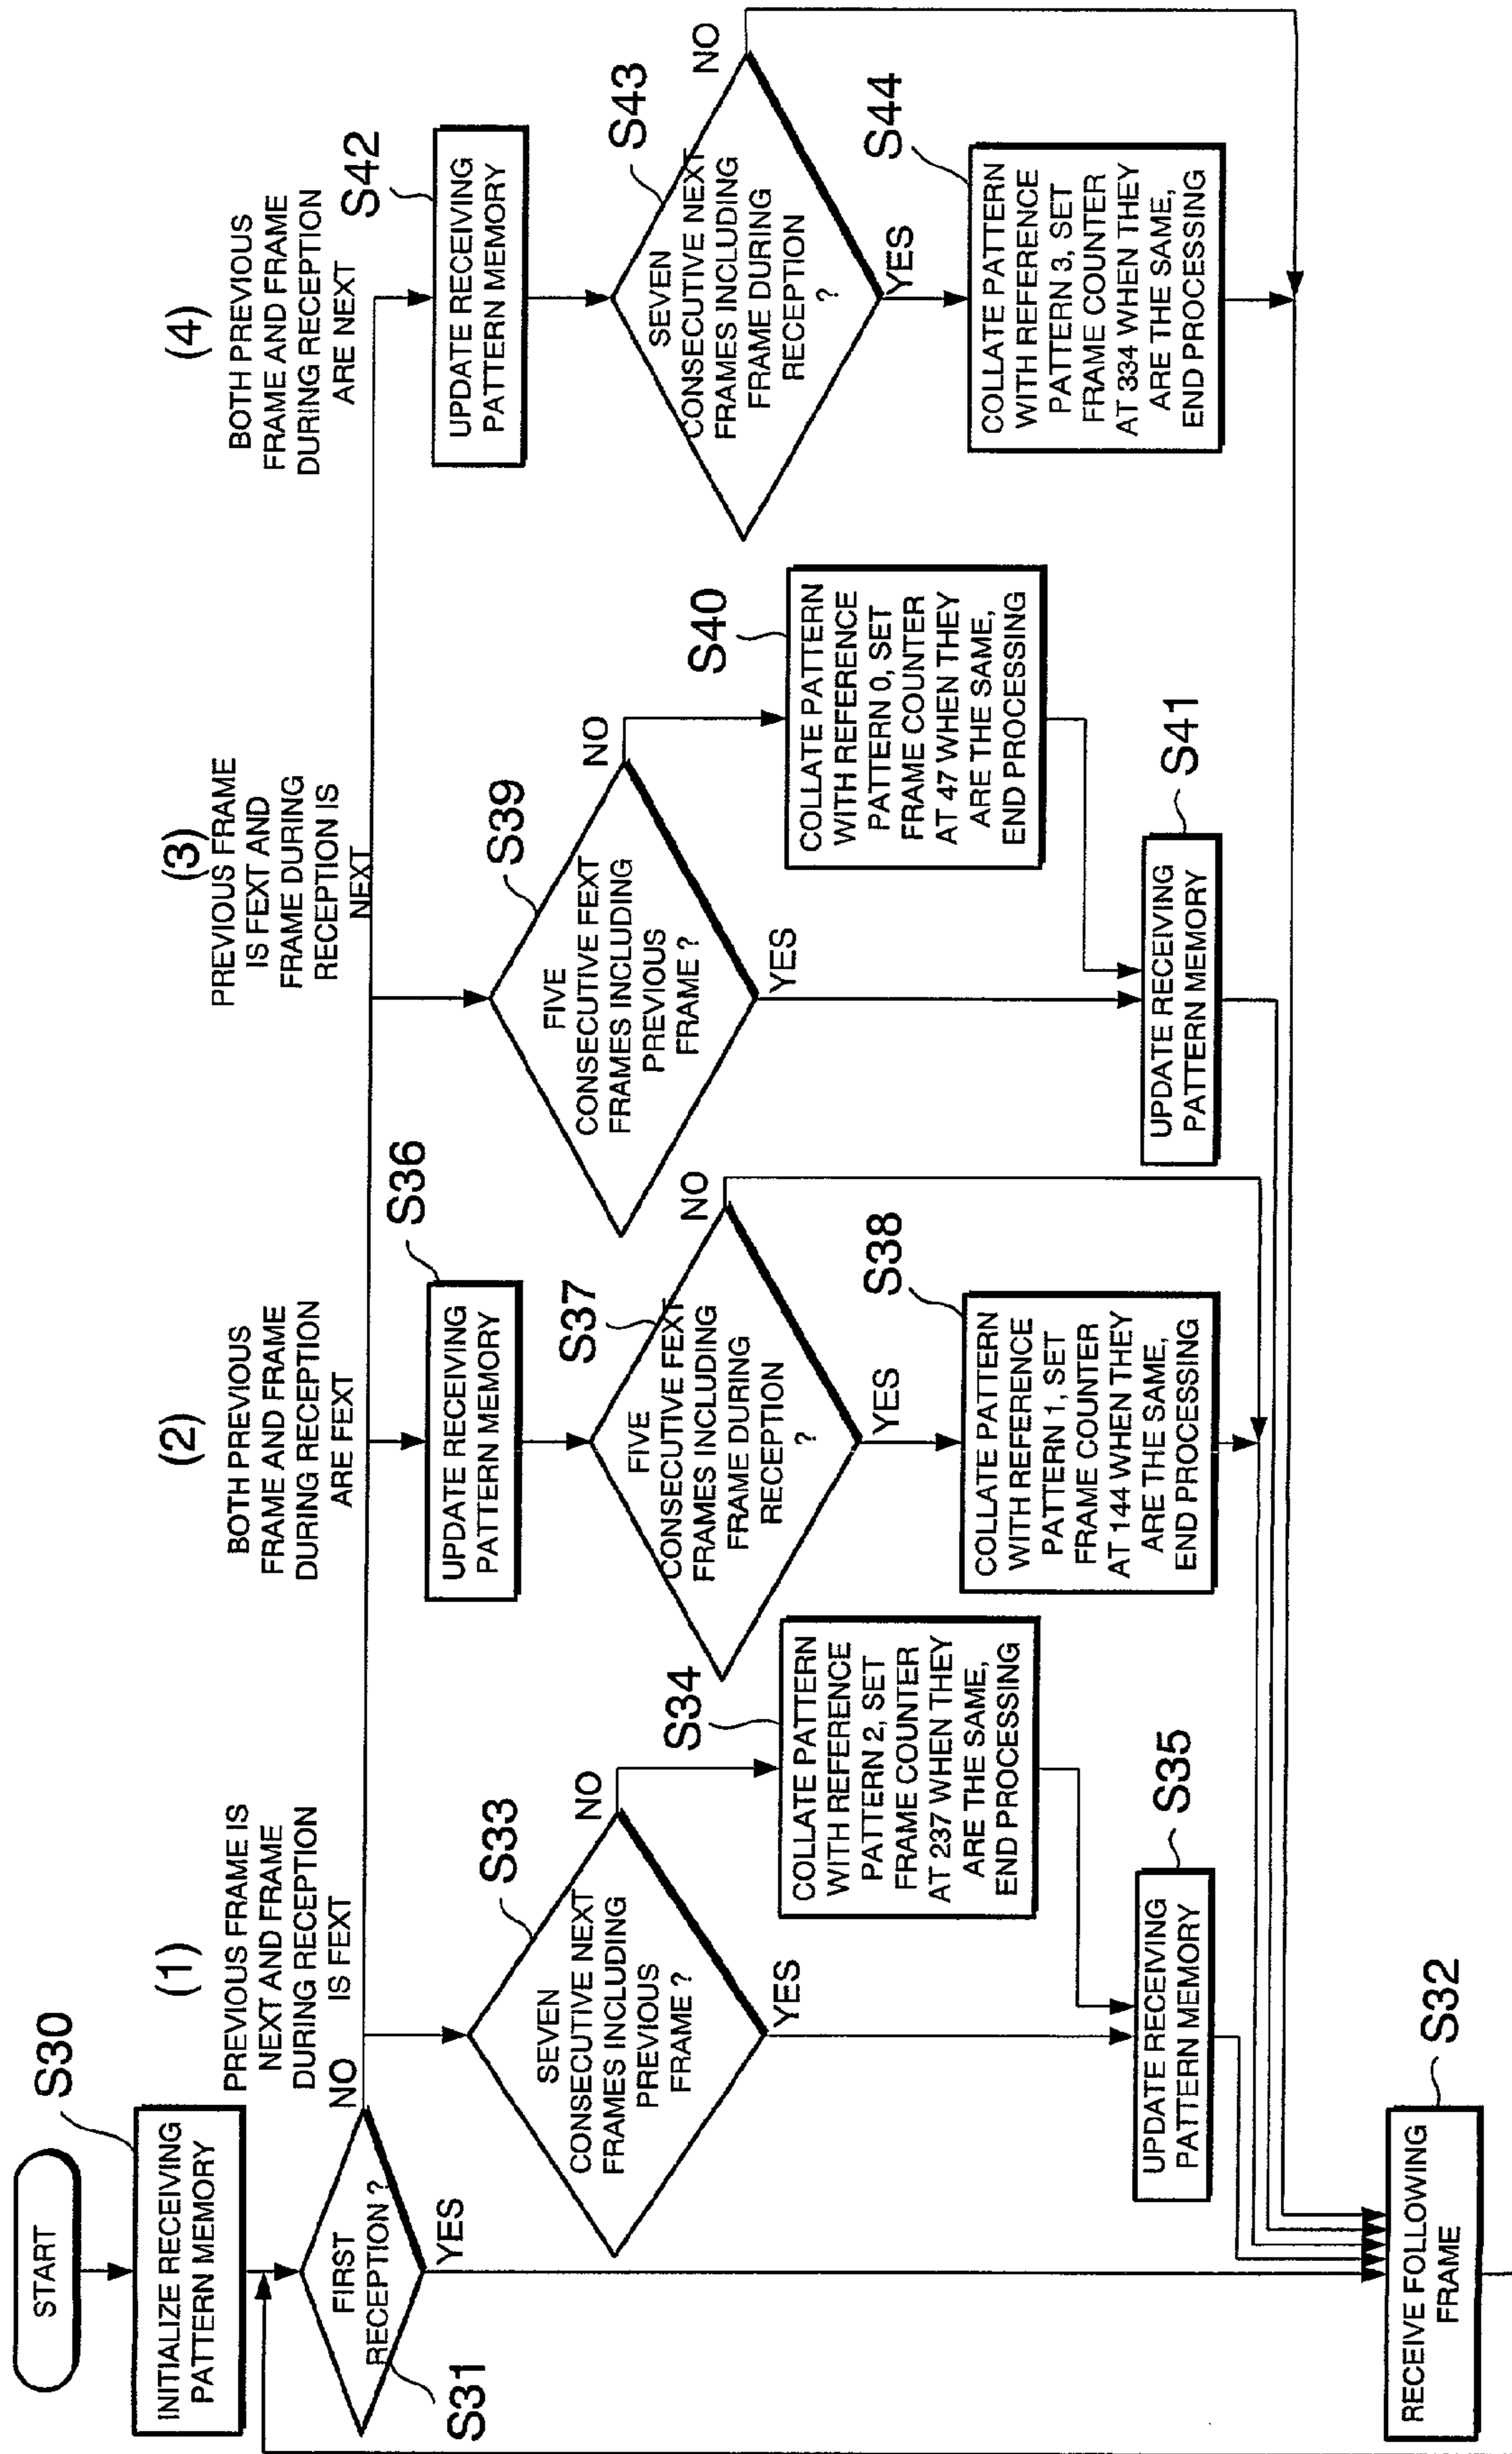 START
S30
INITIALIZE RECEIVING
PATTERN MEMORY
FIRST
RECEPTION ?
S31
NO
YES
(1)
PREVIOUS FRAME IS
NEXT AND FRAME
DURING RECEPTION
IS FEXT
S33
SEVEN
CONSECUTIVE NEXT
FRAMES INCLUDING
PREVIOUS
FRAME ?
NO
YES
S34
COLLATE PATTERN
WITH REFERENCE
PATTERN 2, SET
FRAME COUNTER
AT 237 WHEN THEY
ARE THE SAME,
END PROCESSING
S35
UPDATE RECEIVING
PATTERN MEMORY
(2)
BOTH PREVIOUS
FRAME AND FRAME
DURING RECEPTION
ARE FEXT
S36
UPDATE RECEIVING
PATTERN MEMORY
S37
FIVE
CONSECUTIVE FEXT
FRAMES INCLUDING
FRAME DURING
RECEPTION
?
NO
YES
S38
COLLATE PATTERN
WITH REFERENCE
PATTERN 1, SET
FRAME COUNTER
AT 144 WHEN THEY
ARE THE SAME,
END PROCESSING
(3)
PREVIOUS FRAME
IS FEXT AND
FRAME DURING
RECEPTION IS
NEXT
S39
FIVE
CONSECUTIVE FEXT
FRAMES INCLUDING
PREVIOUS
FRAME ?
NO
YES
S40
COLLATE PATTERN
WITH REFERENCE
PATTERN 0, SET
FRAME COUNTER
AT 47 WHEN THEY
ARE THE SAME,
END PROCESSING
S41
UPDATE RECEIVING
PATTERN MEMORY
(4)
BOTH PREVIOUS
FRAME AND FRAME
DURING RECEPTION
ARE NEXT
S42
UPDATE RECEIVING
PATTERN MEMORY
S43
SEVEN
CONSECUTIVE NEXT
FRAMES INCLUDING
FRAME DURING
RECEPTION
?
NO
YES
S44
COLLATE PATTERN
WITH REFERENCE
PATTERN 3, SET
FRAME COUNTER
AT 334 WHEN THEY
ARE THE SAME,
END PROCESSING
S32
RECEIVE FOLLOWING
FRAME